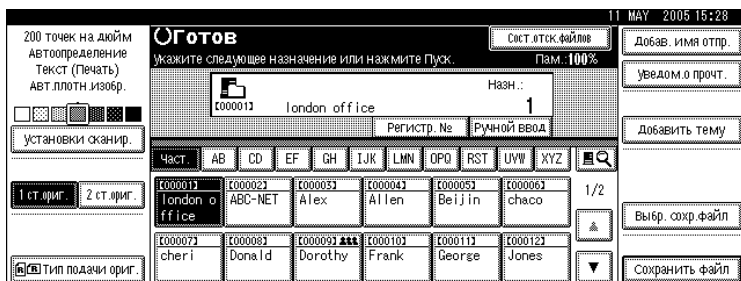 11 MAY 2005 15:28
200 точек на дюйм
Автоопределение
Текст (Печать)
Авт.плотн.изобр.
Установки сканир.
1 ст.ориг.
2 ст.ориг.
Тип подачи ориг.
Готов
Сост.отск.файлов
Укажите следующее назначение или нажмите Пуск.
Пам.:100%
Назн.:
[00001]
london office
1
Регистр. №
Ручной ввод
Част.
AB
CD
EF
GH
IJK
LMN
OPQ
RST
UVW
XYZ
[00001]
london o
ffice
[00002]
ABC-NET
[00003]
Alex
[00004]
Allen
[00005]
Beijin
[00006]
chaco
1/2
[00007]
cheri
[00008]
Donald
[00009]
Dorothy
[00010]
Frank
[00011]
George
[00012]
Jones
Добав. имя отпр.
Уведом.о прочт.
Добавить тему
Выбр. сохр.файл
Сохранить файл